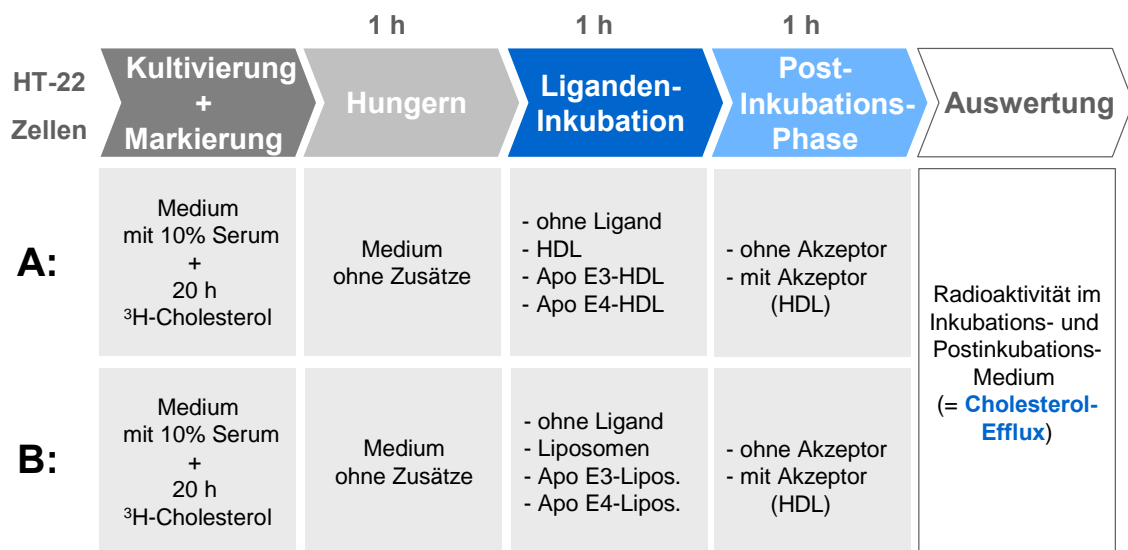 1 h
1 h
1 h
HT-22
Zellen
Kultivierung
+
Markierung
Hungern
Liganden-
Inkubation
Post-
Inkubations-
Phase
Auswertung
A:
Medium
mit 10% Serum
+
20 h
³H-Cholesterol
Medium
ohne Zusätze
- ohne Ligand
- HDL
- Apo E3-HDL
- Apo E4-HDL
- ohne Akzeptor
- mit Akzeptor
(HDL)
Radioaktivität im
Inkubations- und
Postinkubations-
Medium
(= Cholesterol-
Efflux)
B:
Medium
mit 10% Serum
+
20 h
³H-Cholesterol
Medium
ohne Zusätze
- ohne Ligand
- Liposomen
- Apo E3-Lipos.
- Apo E4-Lipos.
- ohne Akzeptor
- mit Akzeptor
(HDL)